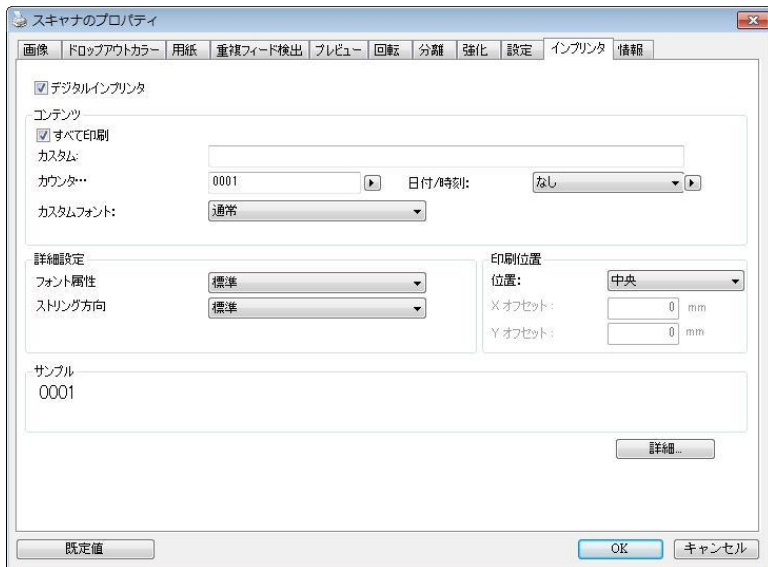 スキャナのプロパティ
画像 ドロップアウトカラー 用紙 重複フィード検出 プレビュー 回転 分離 強化 設定 インプリンタ 情報
デジタルインプリンタ
コンテンツ
すべて印刷
カスタム:
カウンタ… 0001 日付/時刻: なし
カスタムフォント: 通常
詳細設定 印刷位置
フォント属性 標準 位置: 中央
ストリング方向 標準 X オフセット: 0 mm
Y オフセット: 0 mm
サンプル
0001
詳細...
既定値 OK キャンセル